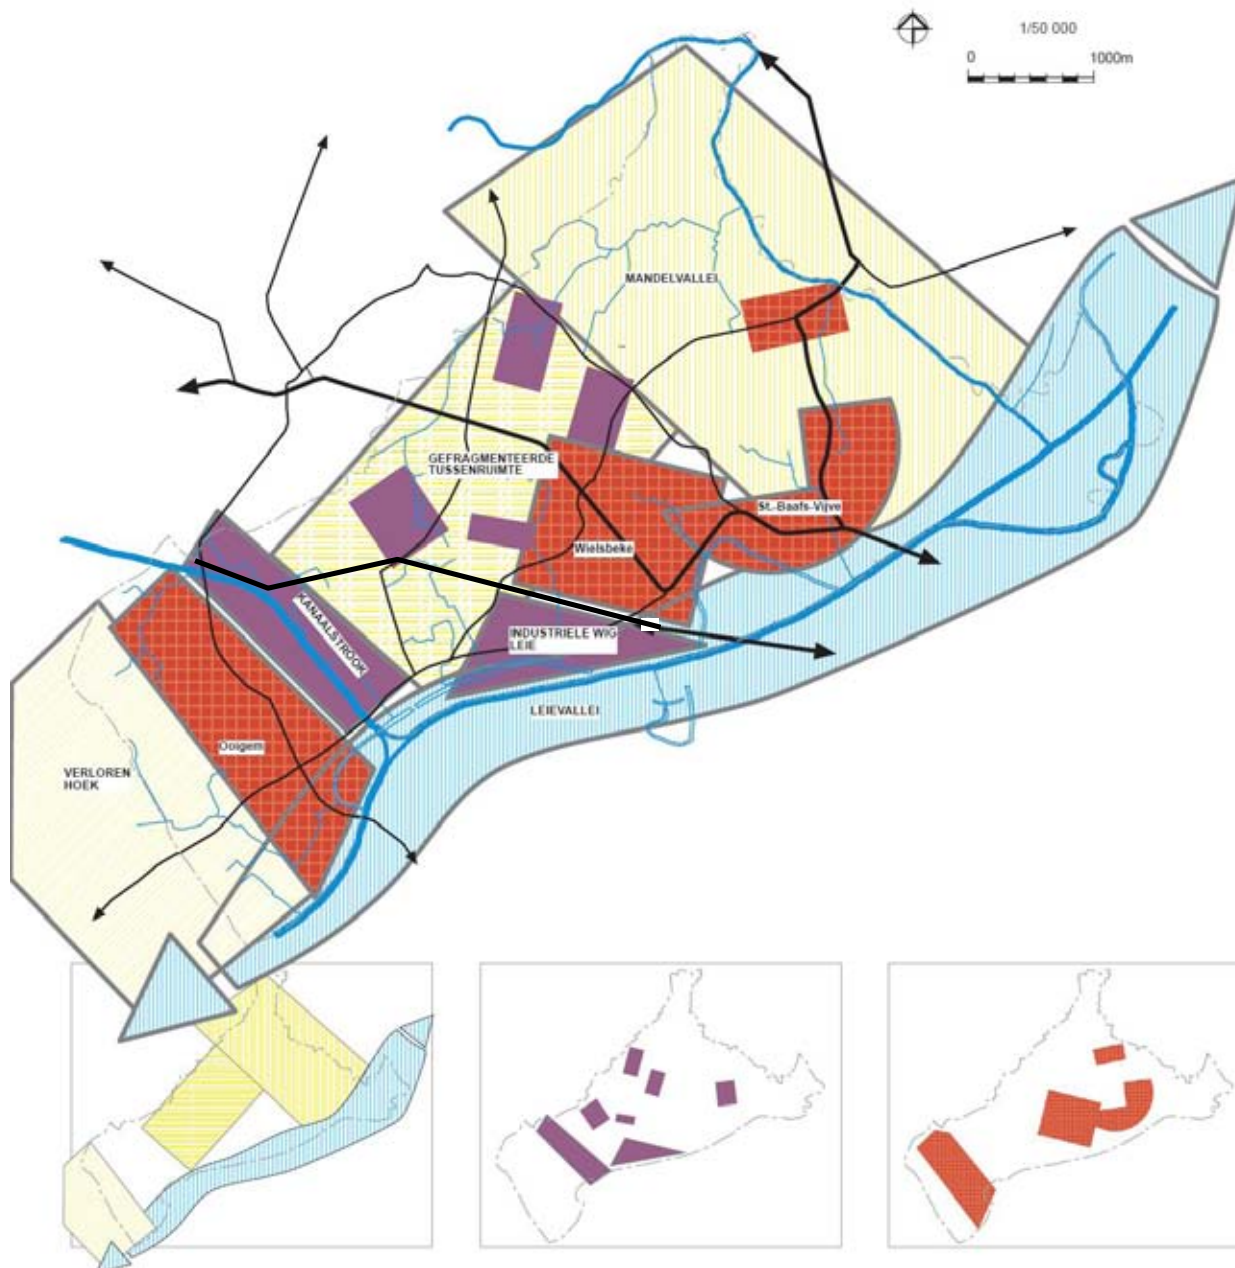 1/50 000
0 1000m
MANDELVALLEI
GEFRAGMENTEERDE
TUSSENRUIMTE
St.-Baafs-Vijve
Wielsbeke
KANAALSTROOK
INDUSTRIELE WIG
LEIE
LEIEVALLEI
Ooigem
VERLOREN
HOEK